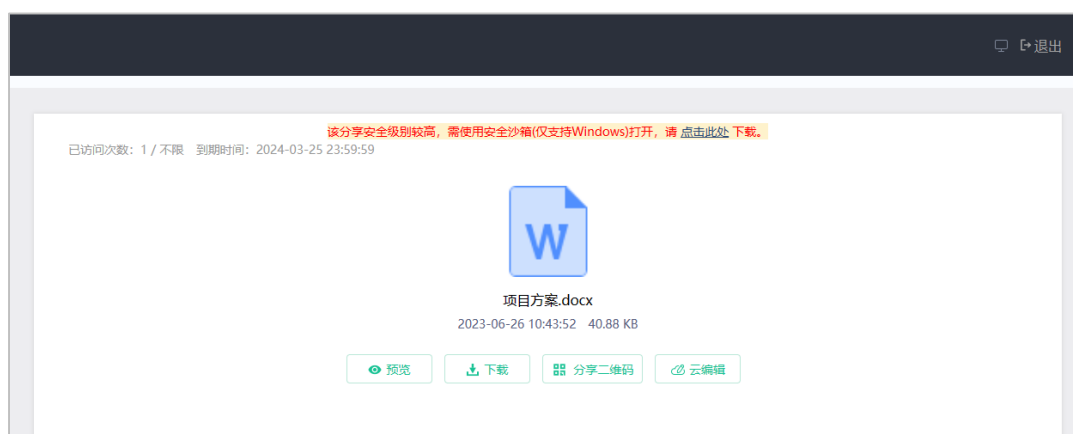 退出
该分享安全级别较高，需使用安全沙箱(仅支持Windows)打开，请 点击此处 下载。
已访问次数：1 / 不限 到期时间：2024-03-25 23:59:59
W
项目方案.docx
2023-06-26 10:43:52 40.88 KB
预览 下载 分享二维码 云编辑